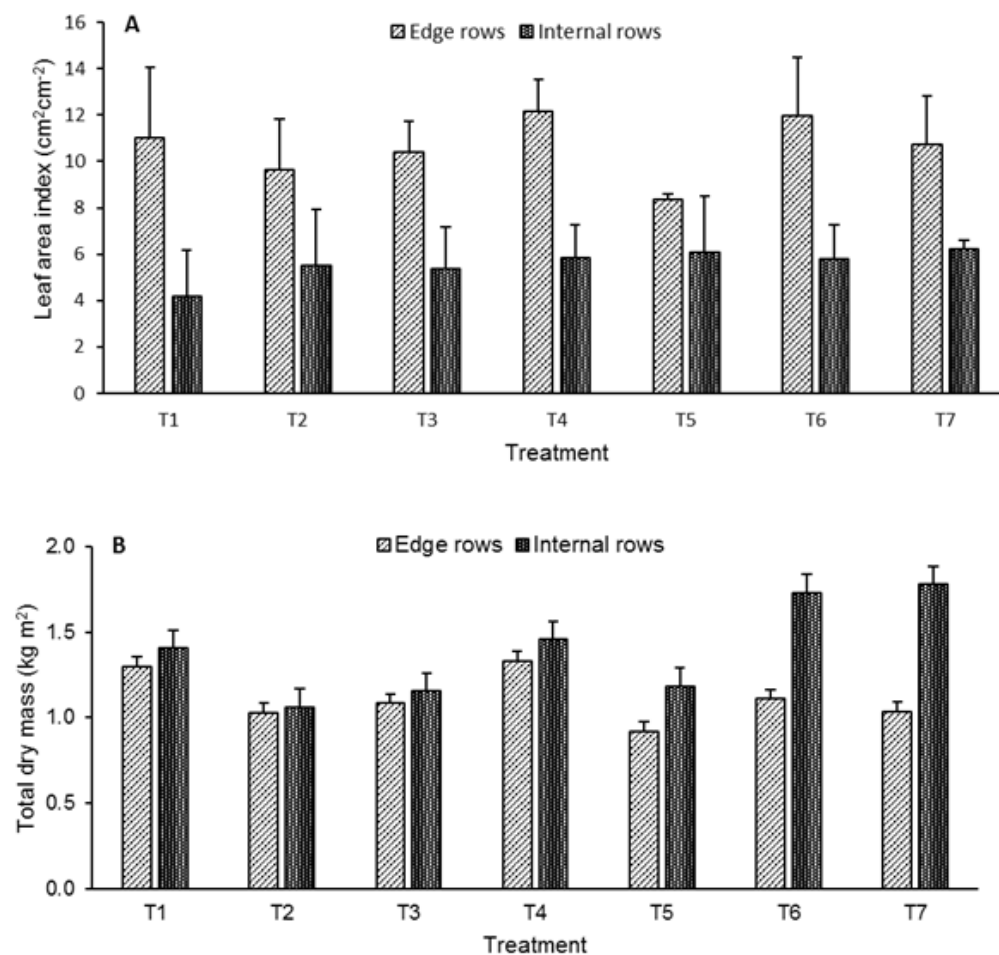 A
Edge rows Internal rows
16
14
12
10
8
6
4
2
0
Leaf area index (cm²cm⁻²)
T1 T2 T3 T4 T5 T6 T7
Treatment
B
Edge rows Internal rows
2.0
1.5
1.0
0.5
0.0
Total dry mass (kg m²)
T1 T2 T3 T4 T5 T6 T7
Treatment